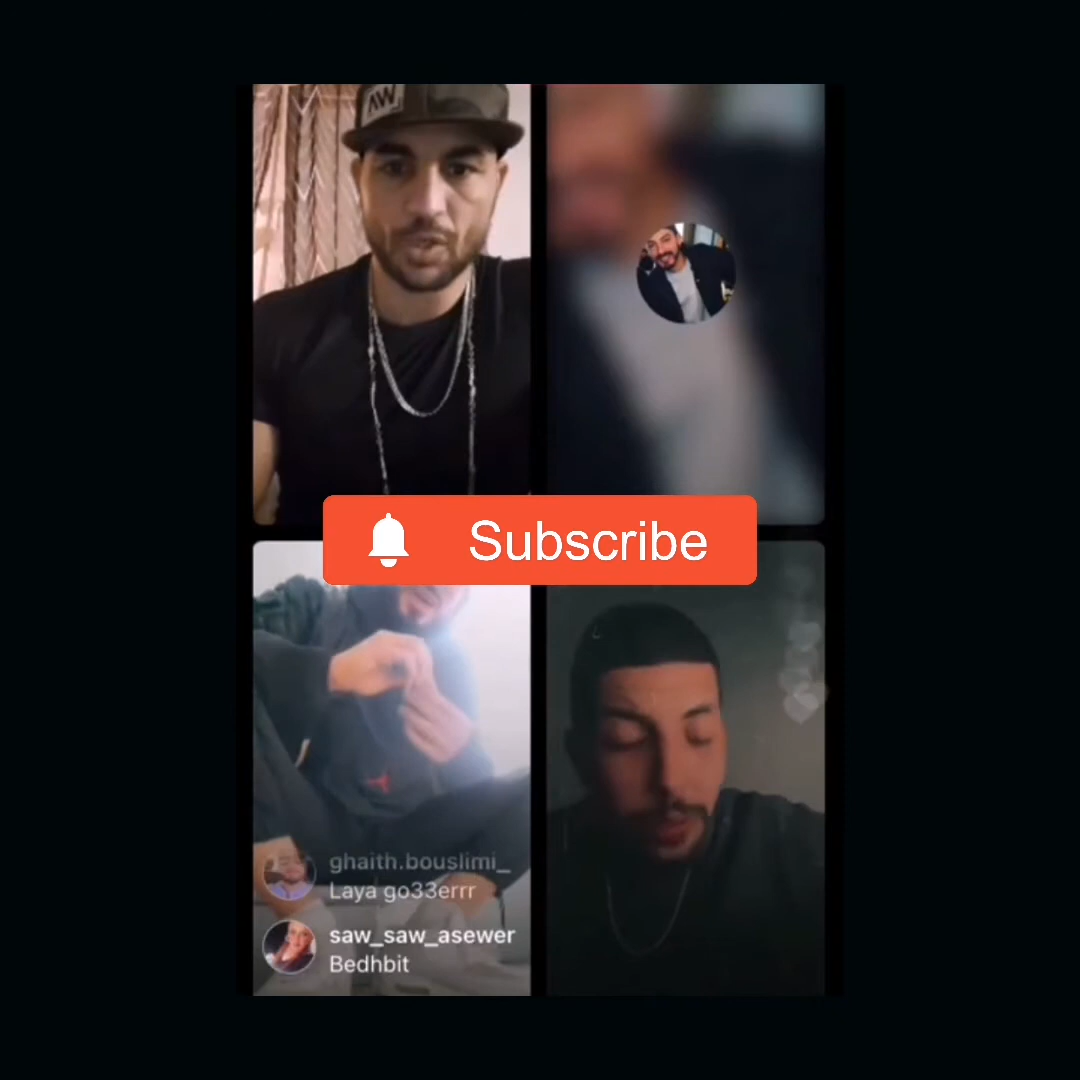 AW
Subscribe
ghaith.bouslimi_
Laya go33errr
saw_saw_asewer
Bedhbit